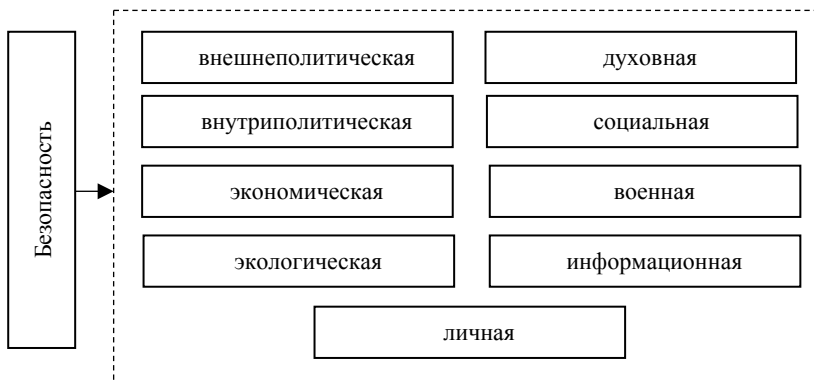 Безопасность
внешнеполитическая
духовная
внутриполитическая
социальная
экономическая
военная
экологическая
информационная
личная